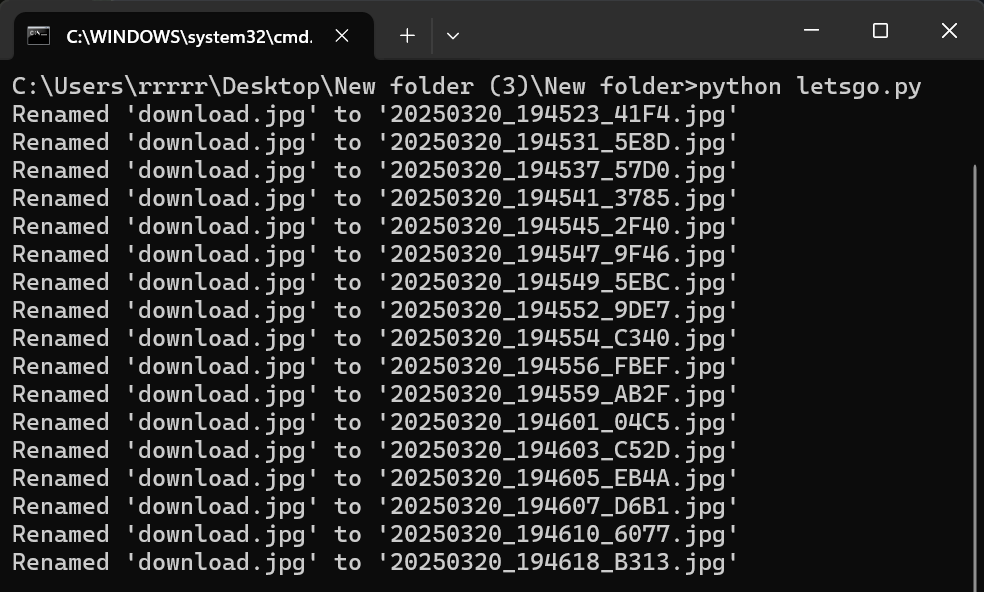 C:\WINDOWS\system32\cmd.
C:\Users\rrrrr\Desktop\New folder (3)\New folder>python letsgo.py
Renamed 'download.jpg' to '20250320_194523_41F4.jpg'
Renamed 'download.jpg' to '20250320_194531_5E8D.jpg'
Renamed 'download.jpg' to '20250320_194537_57D0.jpg'
Renamed 'download.jpg' to '20250320_194541_3785.jpg'
Renamed 'download.jpg' to '20250320_194545_2F40.jpg'
Renamed 'download.jpg' to '20250320_194547_9F46.jpg'
Renamed 'download.jpg' to '20250320_194549_5EBC.jpg'
Renamed 'download.jpg' to '20250320_194552_9DE7.jpg'
Renamed 'download.jpg' to '20250320_194554_C340.jpg'
Renamed 'download.jpg' to '20250320_194556_FBEF.jpg'
Renamed 'download.jpg' to '20250320_194559_AB2F.jpg'
Renamed 'download.jpg' to '20250320_194601_04C5.jpg'
Renamed 'download.jpg' to '20250320_194603_C52D.jpg'
Renamed 'download.jpg' to '20250320_194605_EB4A.jpg'
Renamed 'download.jpg' to '20250320_194607_D6B1.jpg'
Renamed 'download.jpg' to '20250320_194610_6077.jpg'
Renamed 'download.jpg' to '20250320_194618_B313.jpg'